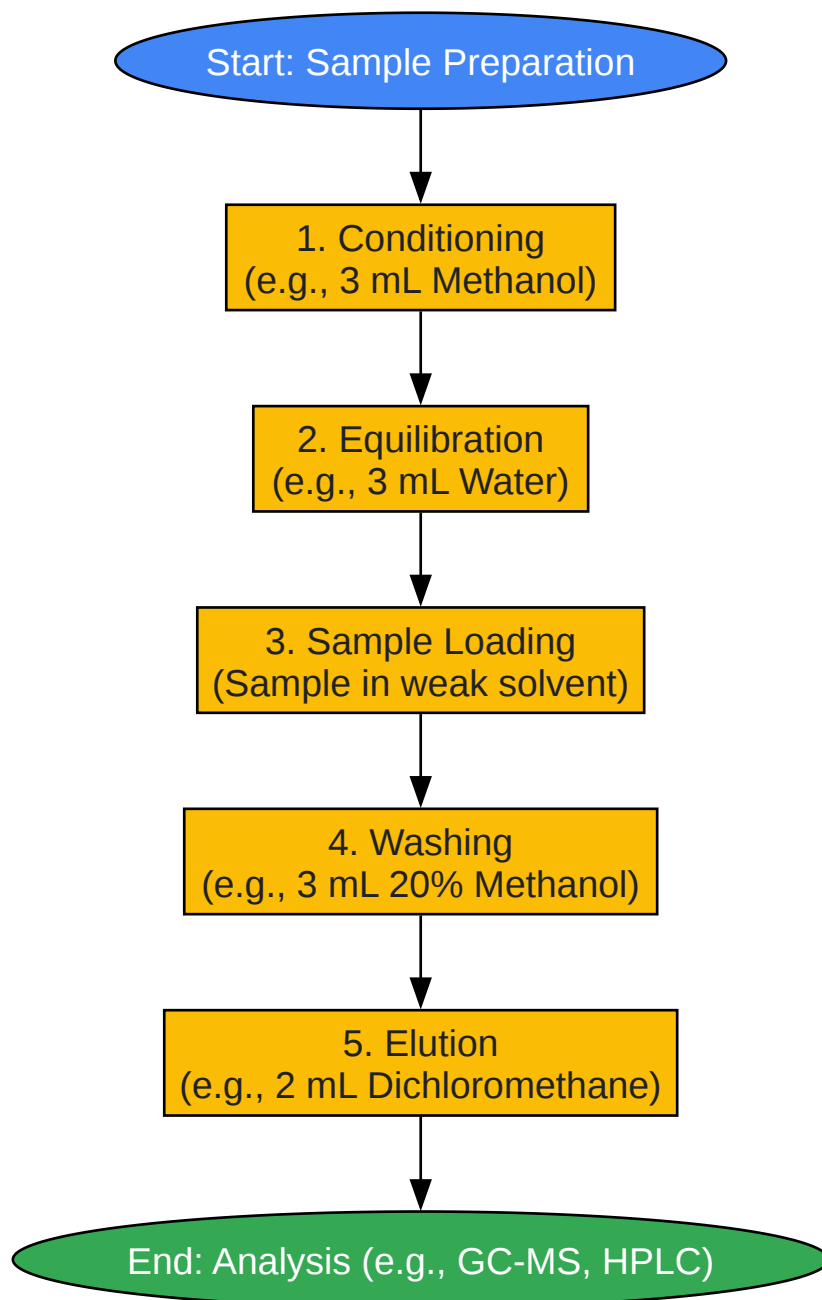 Start: Sample Preparation
1. Conditioning
(e.g., 3 mL Methanol)
2. Equilibration
(e.g., 3 mL Water)
3. Sample Loading
(Sample in weak solvent)
4. Washing
(e.g., 3 mL 20% Methanol)
5. Elution
(e.g., 2 mL Dichloromethane)
End: Analysis (e.g., GC-MS, HPLC)